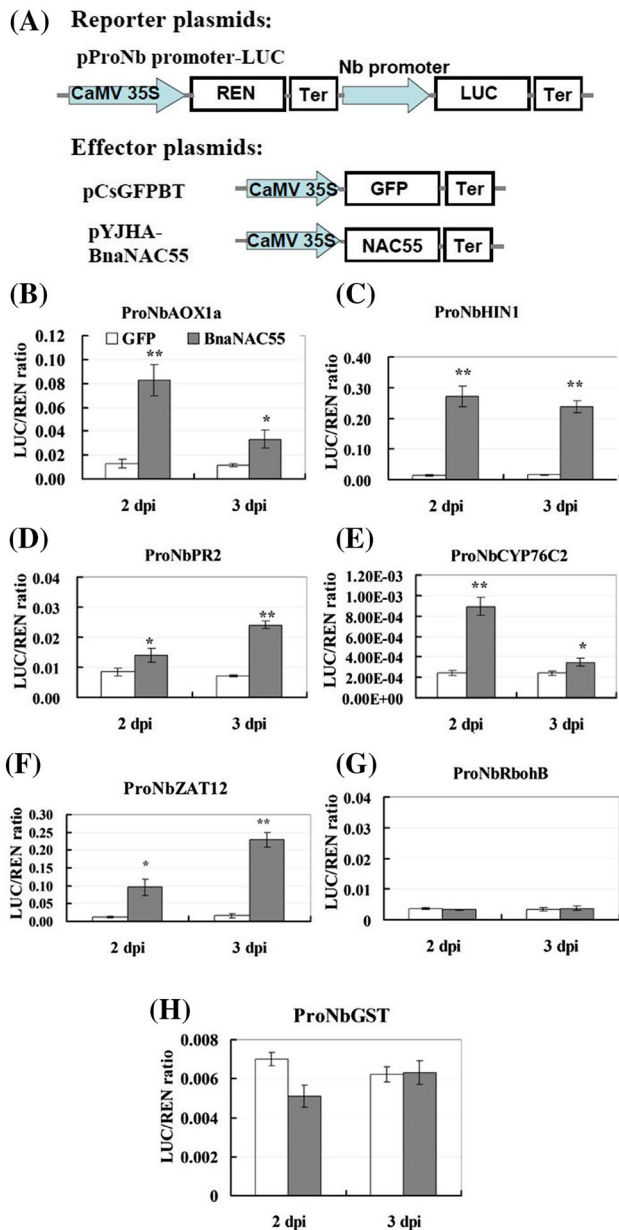 (A) Reporter plasmids:
pProNb promoter-LUC
Nb promoter
CaMV 35S REN Ter LUC Ter
Effector plasmids:
pCsGFPBT CaMV 35S GFP Ter
pYJHA-
BnaNAC55 CaMV 35S NAC55 Ter
(B) ProNbAOX1a
LUC/REN ratio
0.12
0.10
0.08
0.06
0.04
0.02
0.00
GFP BnaNAC55
** *
2 dpi 3 dpi
(C) ProNbHIN1
LUC/REN ratio
0.40
0.30
0.20
0.10
0.00
** **
2 dpi 3 dpi
(D) ProNbPR2
LUC/REN ratio
0.04
0.03
0.02
0.01
0.00
* **
2 dpi 3 dpi
(E) ProNbCYP76C2
LUC/REN ratio
1.20E-03
1.00E-03
8.00E-04
6.00E-04
4.00E-04
2.00E-04
0.00E+00
** *
2 dpi 3 dpi
(F) ProNbZAT12
LUC/REN ratio
0.30
0.25
0.20
0.15
0.10
0.05
0.00
* **
2 dpi 3 dpi
(G) ProNbRbohB
LUC/REN ratio
0.04
0.03
0.02
0.01
0
2 dpi 3 dpi
(H) ProNbGST
LUC/REN ratio
0.008
0.006
0.004
0.002
0
2 dpi 3 dpi